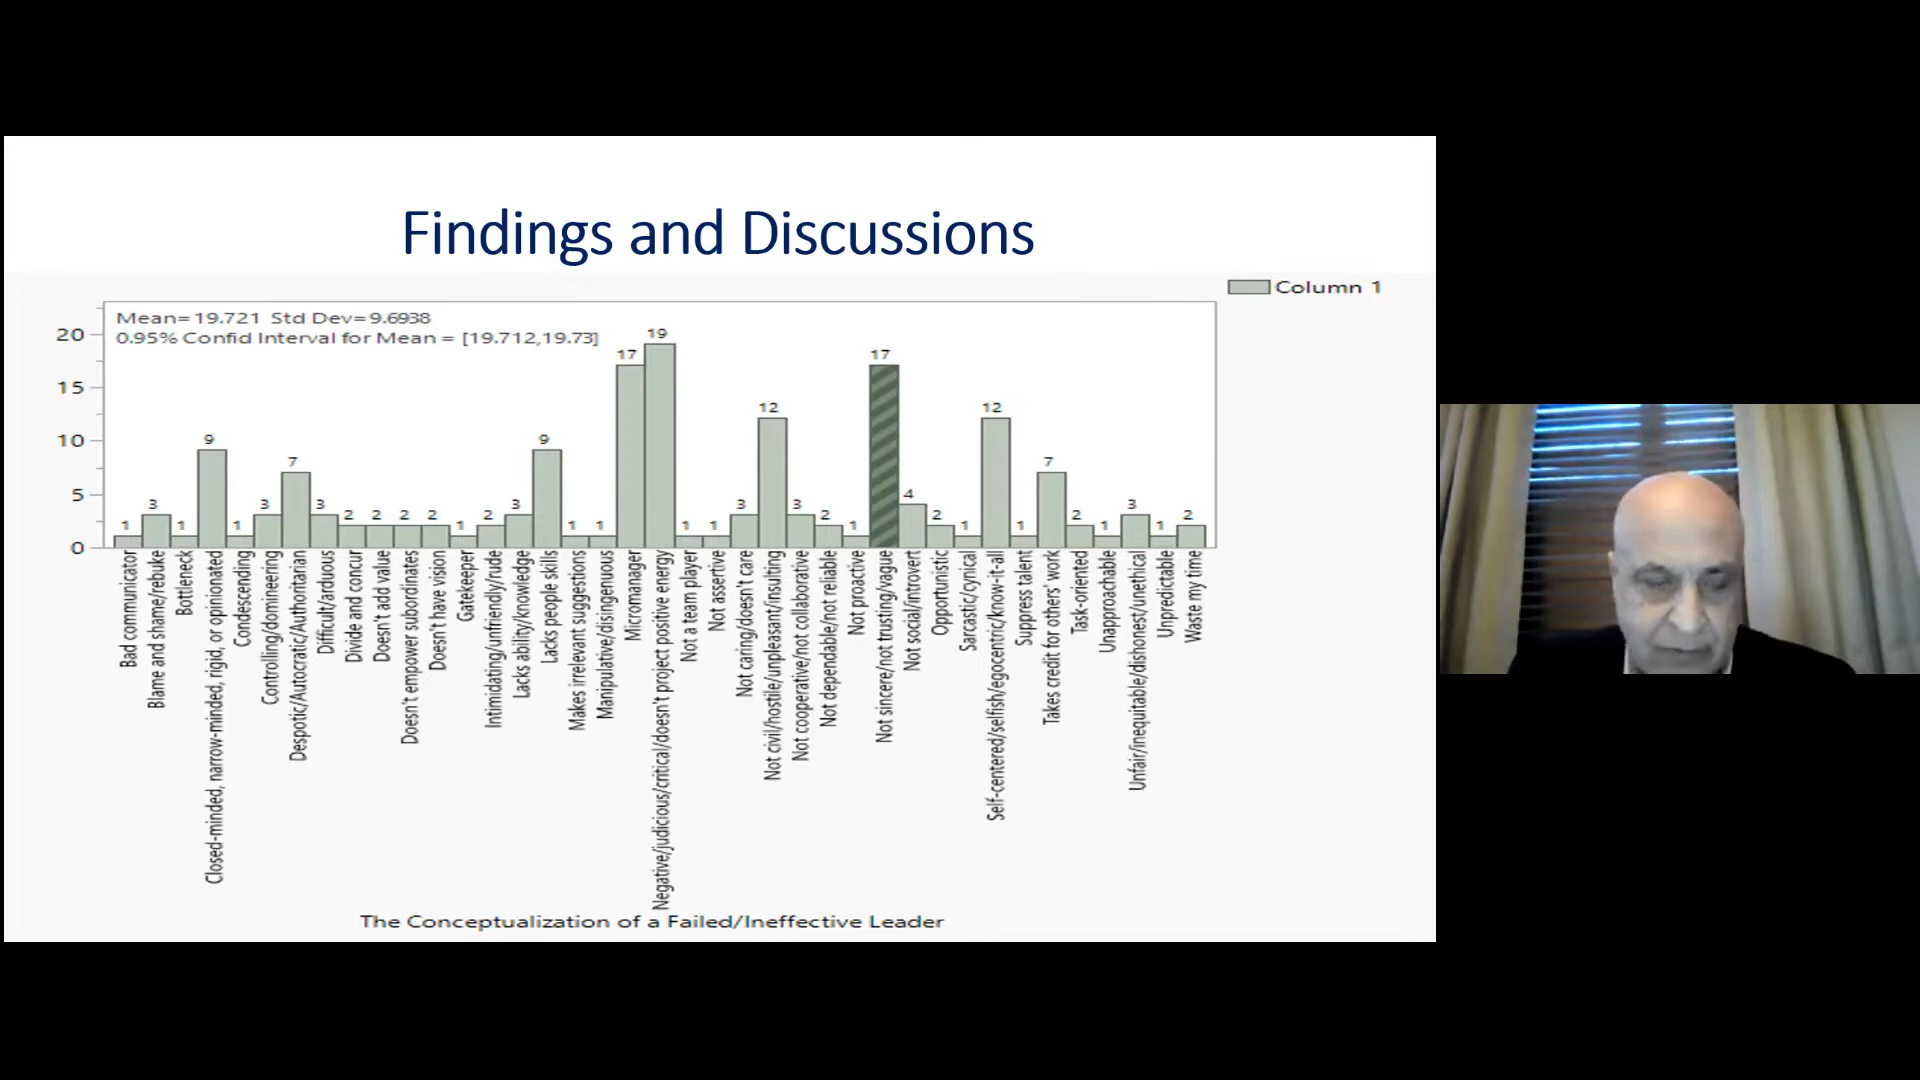 Findings and Discussions
Column 1
Mean=19.721 Std Dev=9.6938
0.95% Confid Interval for Mean = [19.712,19.73]
20
15
10
5
0
1
3
1
9
1
3
7
3
2
2
2
2
1
2
3
9
1
1
17
19
1
1
3
12
3
2
1
17
4
2
1
12
1
7
2
1
3
1
2
Bad communicator
Blame and shame/rebuke
Bottleneck
Closed-minded, narrow-minded, rigid, or opinionated
Condescending
Controlling/domineering
Despotic/Autocratic/Authoritarian
Difficult/arduous
Divide and concur
Doesn't add value
Doesn't empower subordinates
Doesn't have vision
Gatekeeper
Intimidating/unfriendly/rude
Lacks ability/knowledge
Lacks people skills
Makes irrelevant suggestions
Manipulative/disingenuous
Micromanager
Negative/judicious/critical/doesn't project positive energy
Not a team player
Not assertive
Not caring/doesn't care
Not civil/hostile/unpleasant/insulting
Not cooperative/not collaborative
Not dependable/not reliable
Not proactive
Not sincere/not trusting/vague
Not social/introvert
Opportunistic
Sarcastic/cynical
Self-centered/selfish/egocentric/know-it-all
Suppress talent
Takes credit for others' work
Task-oriented
Unapproachable
Unfair/inequitable/dishonest/unethical
Unpredictable
Waste my time
The Conceptualization of a Failed/Ineffective Leader